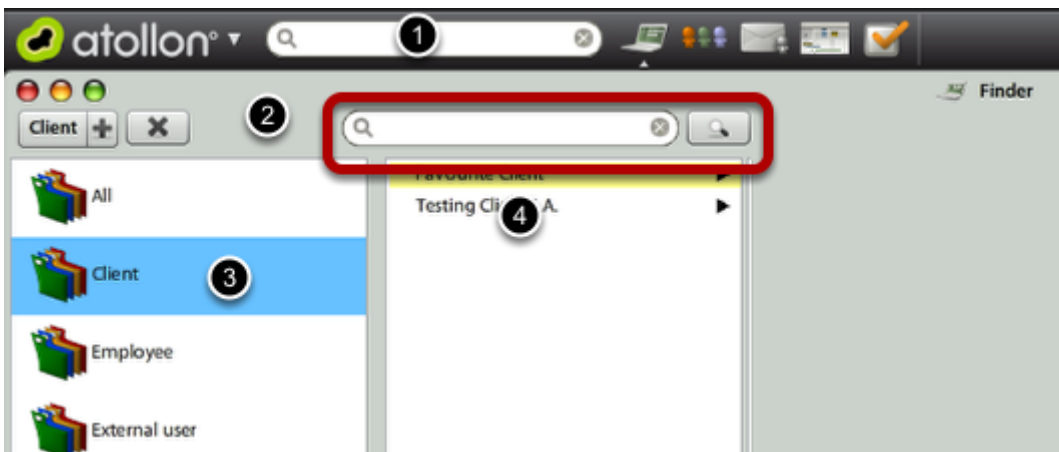 atollon° 1
Finder
Client 2
Favourite Client
All
Testing Cli A.
4
Client 3
Employee
External user